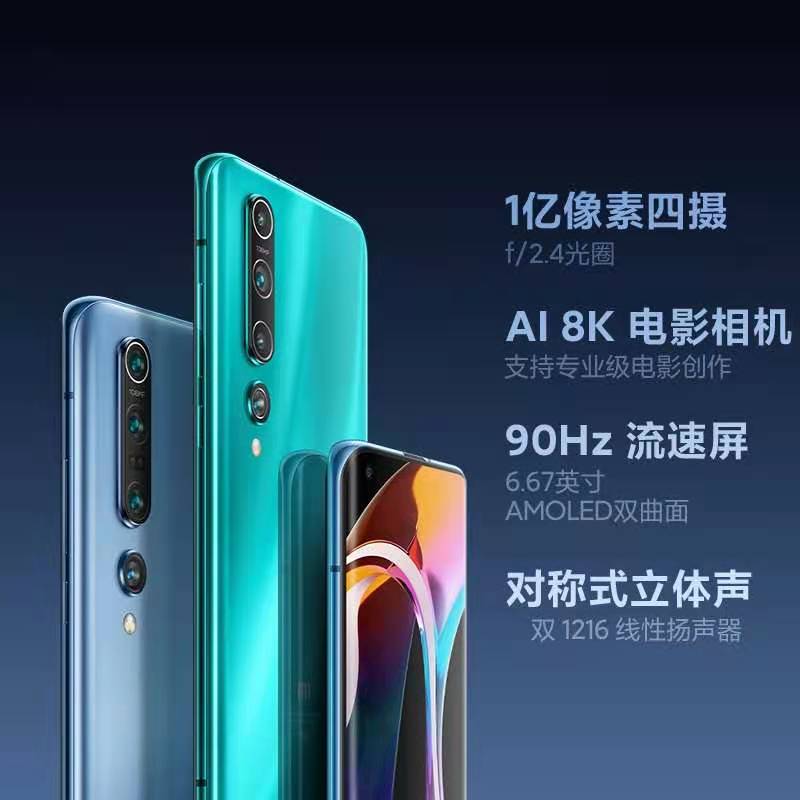 1亿像素四摄
f/2.4光圈
AI 8K 电影相机
支持专业级电影创作
90Hz 流速屏
6.67英寸
AMOLED双曲面
对称式立体声
双 1216 线性扬声器
108MP
108MP